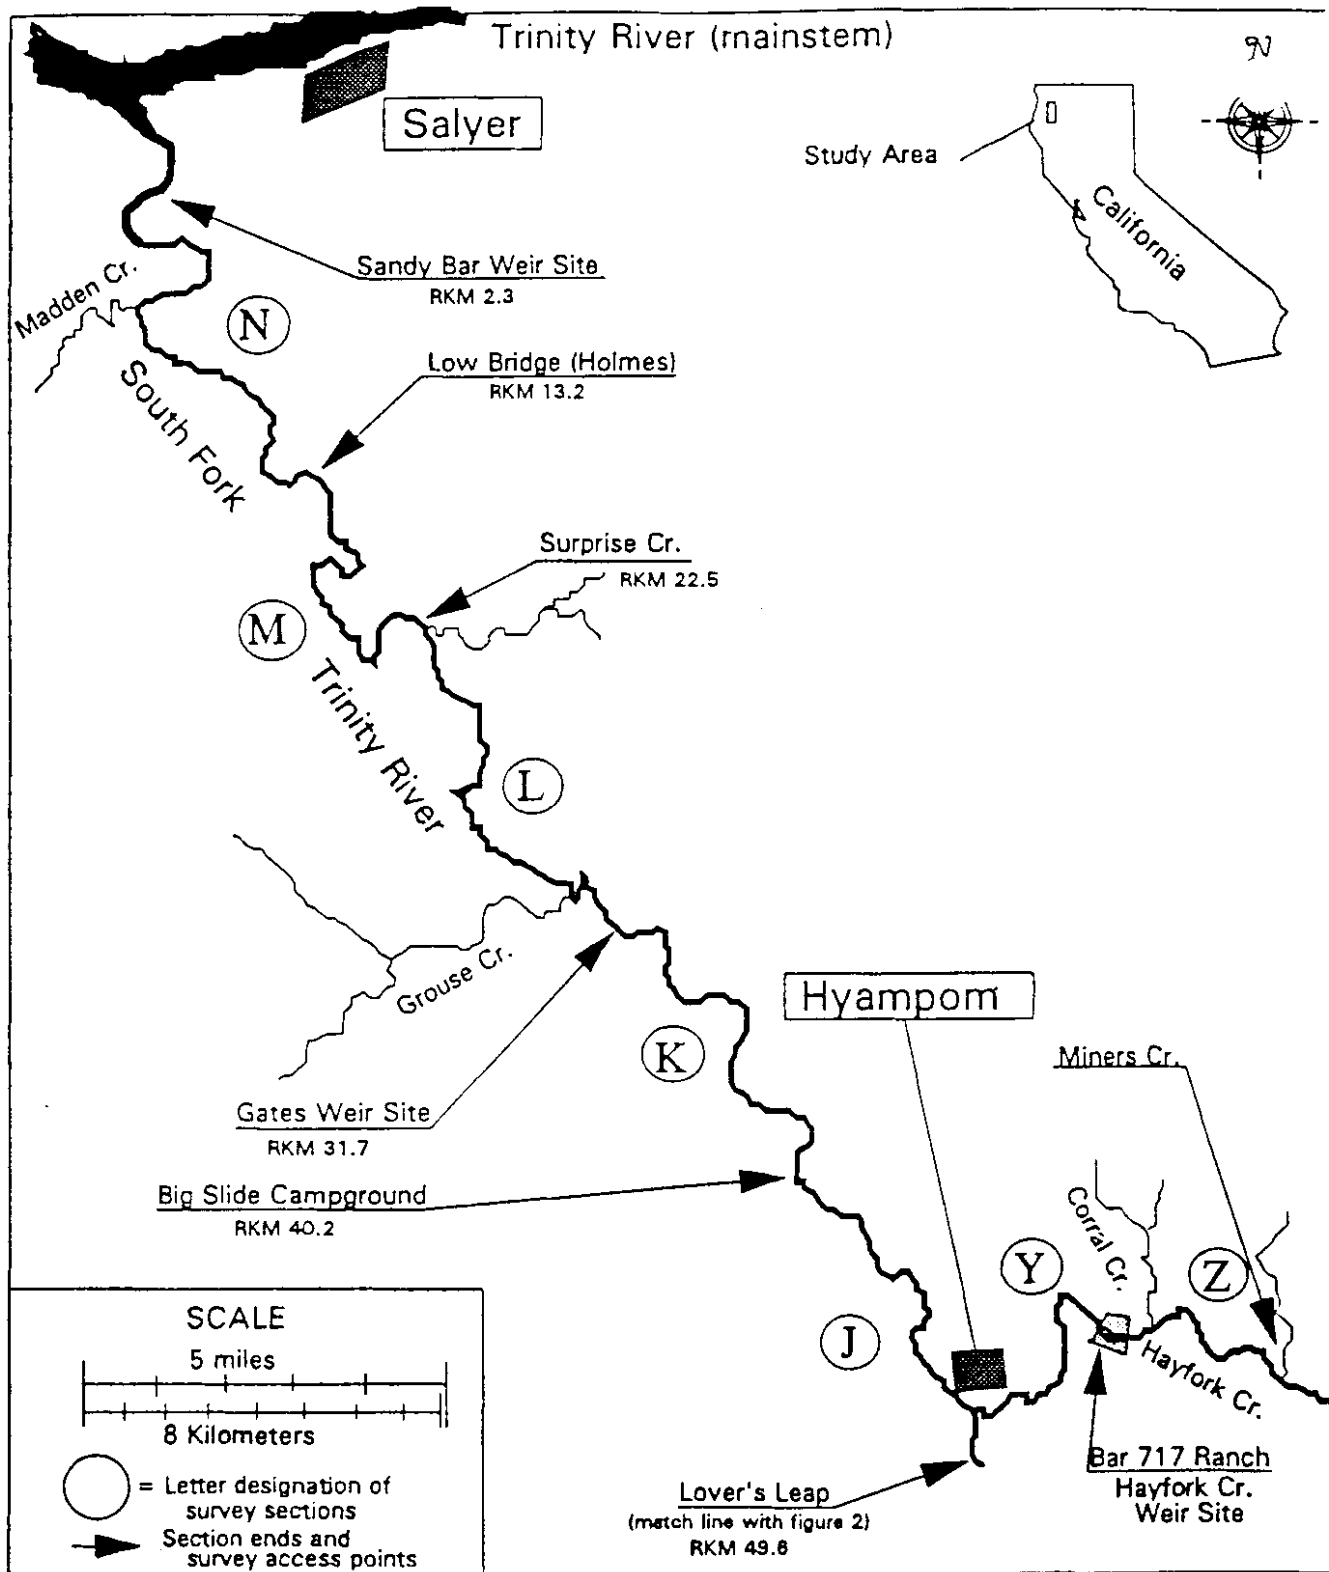 Trinity River (mainstem)
N
Salyer
Study Area
California
Sandy Bar Weir Site
RKM 2.3
Madden Cr.
N
Low Bridge (Holmes)
RKM 13.2
South Fork
Surprise Cr.
RKM 22.5
M
Trinity River
L
Grouse Cr.
Hyampom
K
Miners Cr.
Gates Weir Site
RKM 31.7
Big Slide Campground
RKM 40.2
Corral Cr.
Y
Z
J
Hayfork Cr.
SCALE
5 miles
8 Kilometers
= Letter designation of
survey sections
Section ends and
survey access points
Lover's Leap
(match line with figure 2)
RKM 49.8
Bar 717 Ranch
Hayfork Cr.
Weir Site